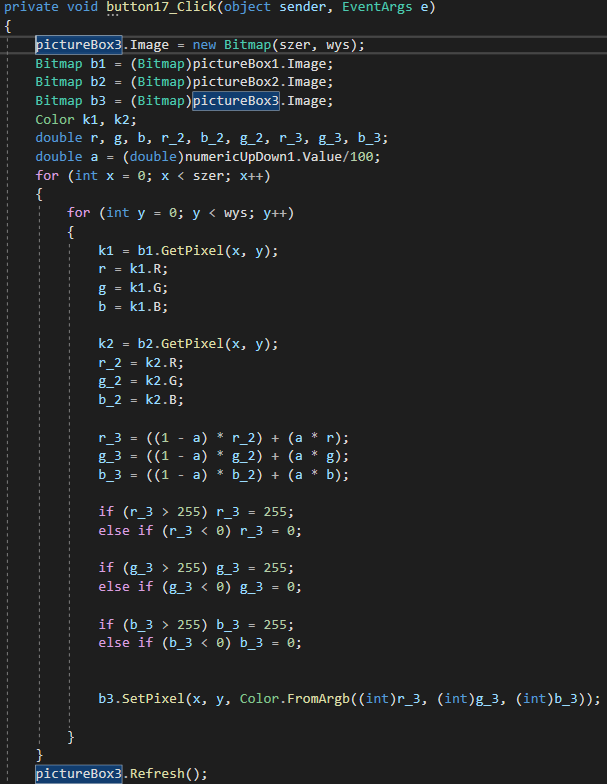 private void button17_Click(object sender, EventArgs e)
{
pictureBox3.Image = new Bitmap(szer, wys);
Bitmap b1 = (Bitmap)pictureBox1.Image;
Bitmap b2 = (Bitmap)pictureBox2.Image;
Bitmap b3 = (Bitmap)pictureBox3.Image;
Color k1, k2;
double r, g, b, r_2, b_2, g_2, r_3, g_3, b_3;
double a = (double)numericUpDown1.Value/100;
for (int x = 0; x < szer; x++)
{
for (int y = 0; y < wys; y++)
{
k1 = b1.GetPixel(x, y);
r = k1.R;
g = k1.G;
b = k1.B;
k2 = b2.GetPixel(x, y);
r_2 = k2.R;
g_2 = k2.G;
b_2 = k2.B;
r_3 = ((1 - a) * r_2) + (a * r);
g_3 = ((1 - a) * g_2) + (a * g);
b_3 = ((1 - a) * b_2) + (a * b);
if (r_3 > 255) r_3 = 255;
else if (r_3 < 0) r_3 = 0;
if (g_3 > 255) g_3 = 255;
else if (g_3 < 0) g_3 = 0;
if (b_3 > 255) b_3 = 255;
else if (b_3 < 0) b_3 = 0;
b3.SetPixel(x, y, Color.FromArgb((int)r_3, (int)g_3, (int)b_3));
}
}
pictureBox3.Refresh();